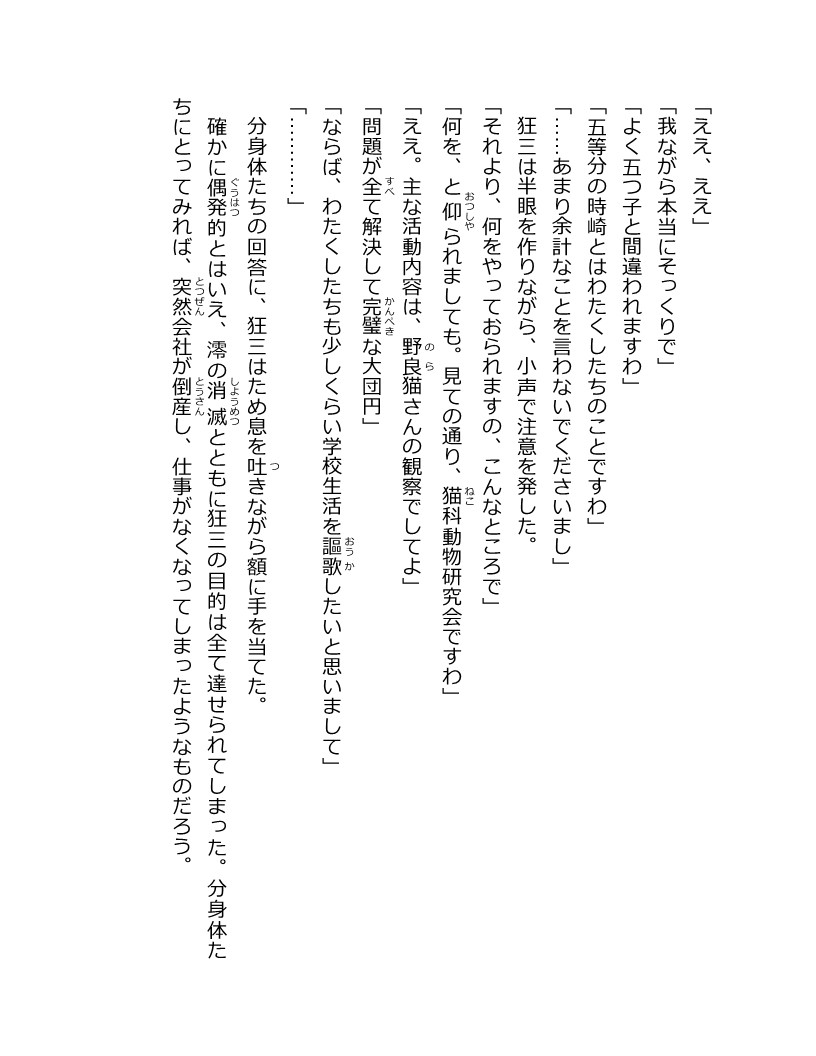 「ええ、ええ」
「我ながら本当にそっくりで」
「よく五つ子と間違われますわ」
「五等分の時崎とはわたくしたちのことですわ」
「……あまり余計なことを言わないでくださいまし」
　狂三は半眼を作りながら、小声で注意を発した。
「それより、何をやっておられますの、こんなところで」
「何を、と仰られましても。見ての通り、猫科動物研究会ですわ」
「ええ。主な活動内容は、野良猫さんの観察でしてよ」
「問題が全て解決して完璧な大団円」
「ならば、わたくしたちも少しくらい学校生活を謳歌したいと思いまして」
「…………」
　分身体たちの回答に、狂三はため息を吐きながら額に手を当てた。
　確かに偶発的とはいえ、澪の消滅とともに狂三の目的は全て達せられてしまった。分身体た
ちにとってみれば、突然会社が倒産し、仕事がなくなってしまったようなものだろう。